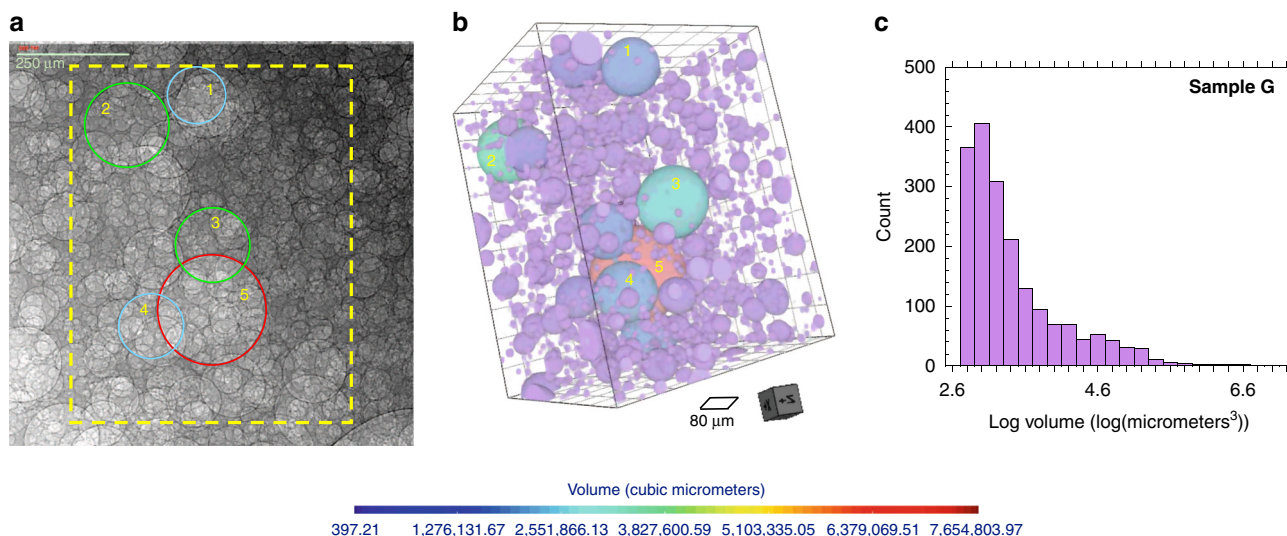 a
250 μm
1
2
3
4
5
b
1
2
3
4
5
80 μm
c
Sample G
500
400
300
200
100
0
Count
2.6 4.6 6.6
Log volume (log(micrometers³))
Volume (cubic micrometers)
397.21 1,276,131.67 2,551,866.13 3,827,600.59 5,103,335.05 6,379,069.51 7,654,803.97